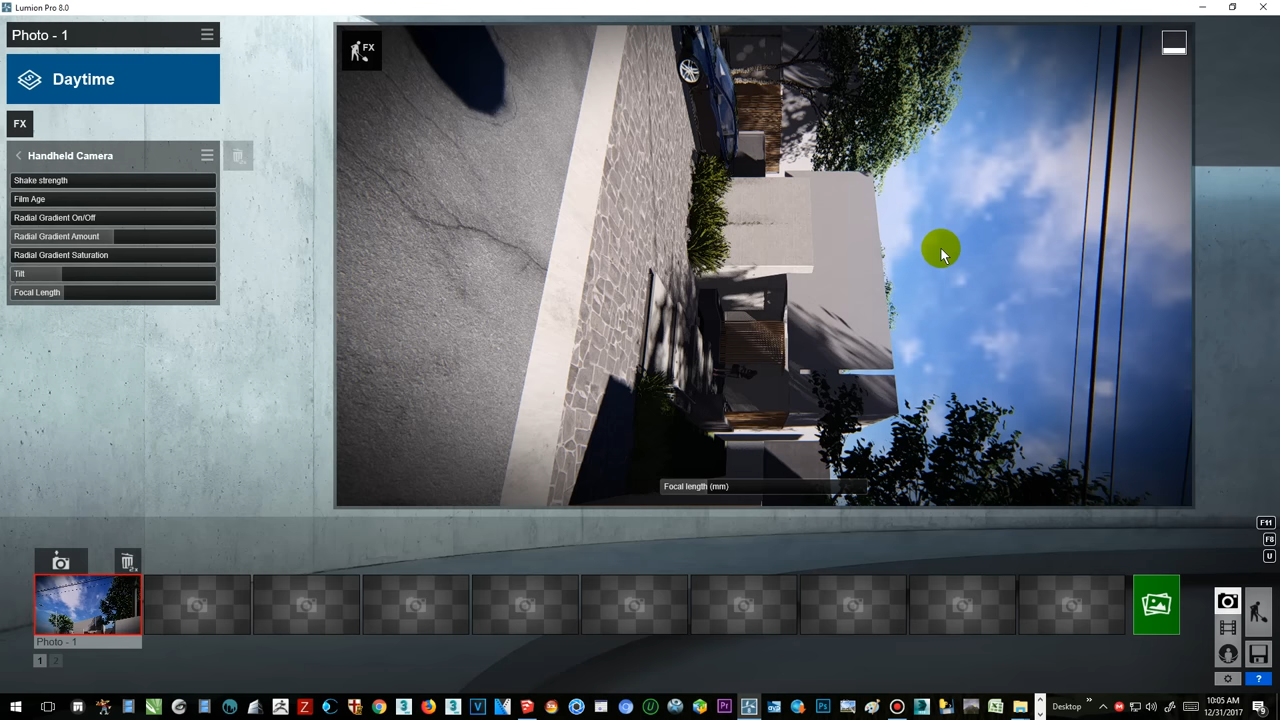 Lumion Pro 8.0
Photo - 1
Daytime
FX
FX
Handheld Camera
Shake strength
Film Age
Radial Gradient On/Off
Radial Gradient Amount
Radial Gradient Saturation
Tilt
Focal Length
Focal length (mm)
F11
F8
U
Photo - 1
1
2
?
Desktop
10:05 AM
12/31/2017